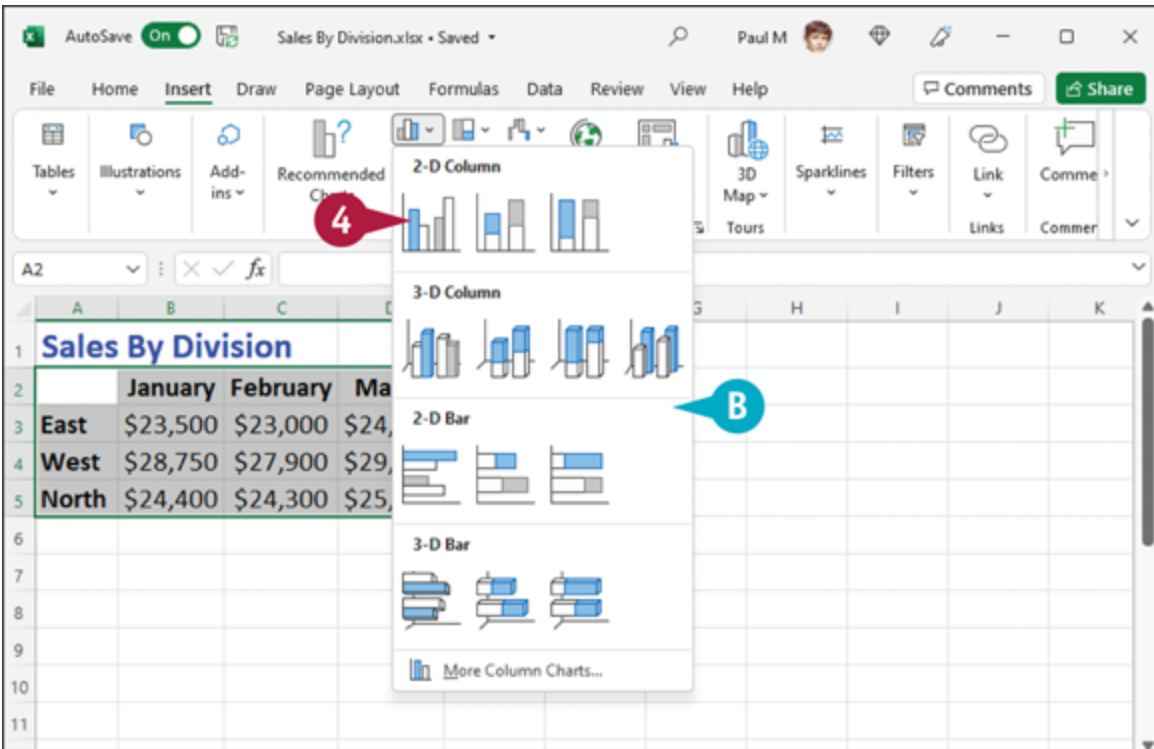 AutoSave On Sales By Division.xlsx • Saved Paul M
File Home Insert Draw Page Layout Formulas Data Review View Help Comments Share
Tables Illustrations Add-ins Recommended 3D Map Sparklines Filters Link
Tours Links
A2 fx
2-D Column
4
3-D Column
B
2-D Bar
3-D Bar
More Column Charts...
A B C G H I J K
1 Sales By Division
2 January February Ma
3 East $23,500 $23,000 $24,
4 West $28,750 $27,900 $29,
5 North $24,400 $24,300 $25,
6
7
8
9
10
11